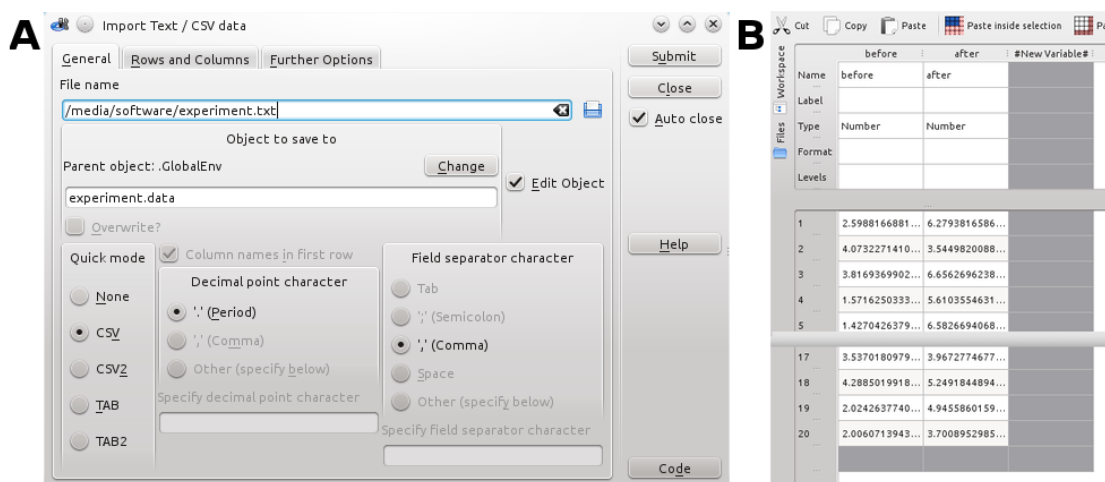 A
Import Text / CSV data
General Rows and Columns Further Options
File name
/media/software/experiment.txt
Object to save to
Parent object: .GlobalEnv Change
experiment.data
Edit Object
Overwrite?
Quick mode
None
CSV
CSV2
TAB
TAB2
Column names in first row
Decimal point character
'.' (Period)
',' (Comma)
Other (specify below)
Specify decimal point character
Field separator character
Tab
';' (Semicolon)
',' (Comma)
Space
Other (specify below)
Specify field separator character
Submit
Close
Auto close
Help
Code
B
Cut Copy Paste Paste inside selection Pa
Workspace
Files
before after #New Variable#
Name before after
Label
Type Number Number
Format
Levels
1 2.5988166881... 6.2793816586...
2 4.0732271410... 3.5449820088...
3 3.8169369902... 6.6562696238...
4 1.5716250333... 5.6103554631...
5 1.4270426379... 6.5826694068...
17 3.5370180979... 3.9672774677...
18 4.2885019918... 5.2491844894...
19 2.0242637740... 4.9455860159...
20 2.0060713943... 3.7008952985...